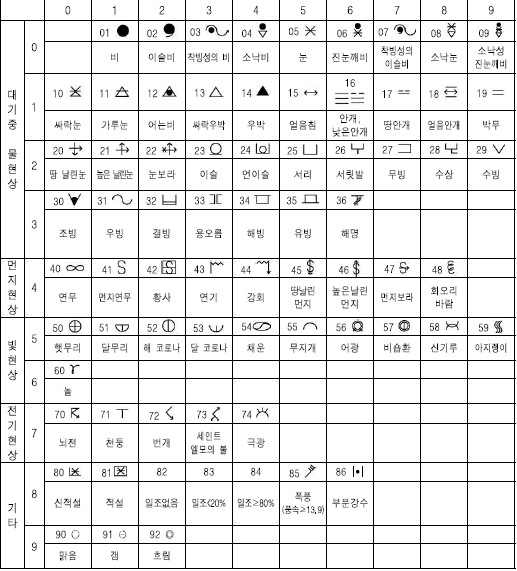 0 1 2 3 4 5 6 7 8 9
대기중 물현상
0
01 02 03 04 05 06 07 08 09
비 이슬비 착빙성의 비 소낙비 눈 진눈깨비 착빙성의 이슬비 소낙눈 소낙성 진눈깨비
1
10 11 12 13 14 15 16 17 18 19
싸락눈 가루눈 어는비 싸락우박 우박 얼음침 안개, 낮은안개 땅안개 얼음안개 박무
2
20 21 22 23 24 25 26 27 28 29
땅 날린눈 높은 날린눈 눈보라 이슬 언이슬 서리 서릿발 무빙 수상 수빙
3
30 31 32 33 34 35 36
조빙 우빙 결빙 용오름 해빙 유빙 해명
먼지현상
4
40 41 42 43 44 45 46 47 48
연무 먼지연무 황사 연기 강회 땅날린 먼지 높은날린 먼지 먼지보라 회오리 바람
빛현상
5
50 51 52 53 54 55 56 57 58 59
햇무리 달무리 해 코로나 달 코로나 채운 무지개 어광 비숍환 신기루 아지랭이
6
60
놀
전기현상
7
70 71 72 73 74
뇌전 천둥 번개 세인트 엘모의 불 극광
기타
8
80 81 82 83 84 85 86
신적설 적설 일조없음 일조<20% 일조≥80% 폭풍 (풍속≥13.9) 부분강수
9
90 91 92
맑음 갬 흐림